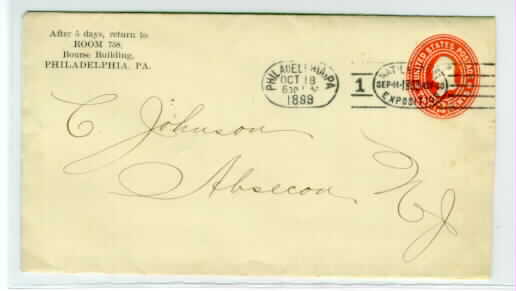 After 5 days, return to
ROOM 758,
Bourse Building,
PHILADELPHIA, PA.
PHILADELPHIA, PA
OCT 18
1899
1
EXPOSITION
UNITED STATES POSTAGE
C. Johnson
Absecon
N J